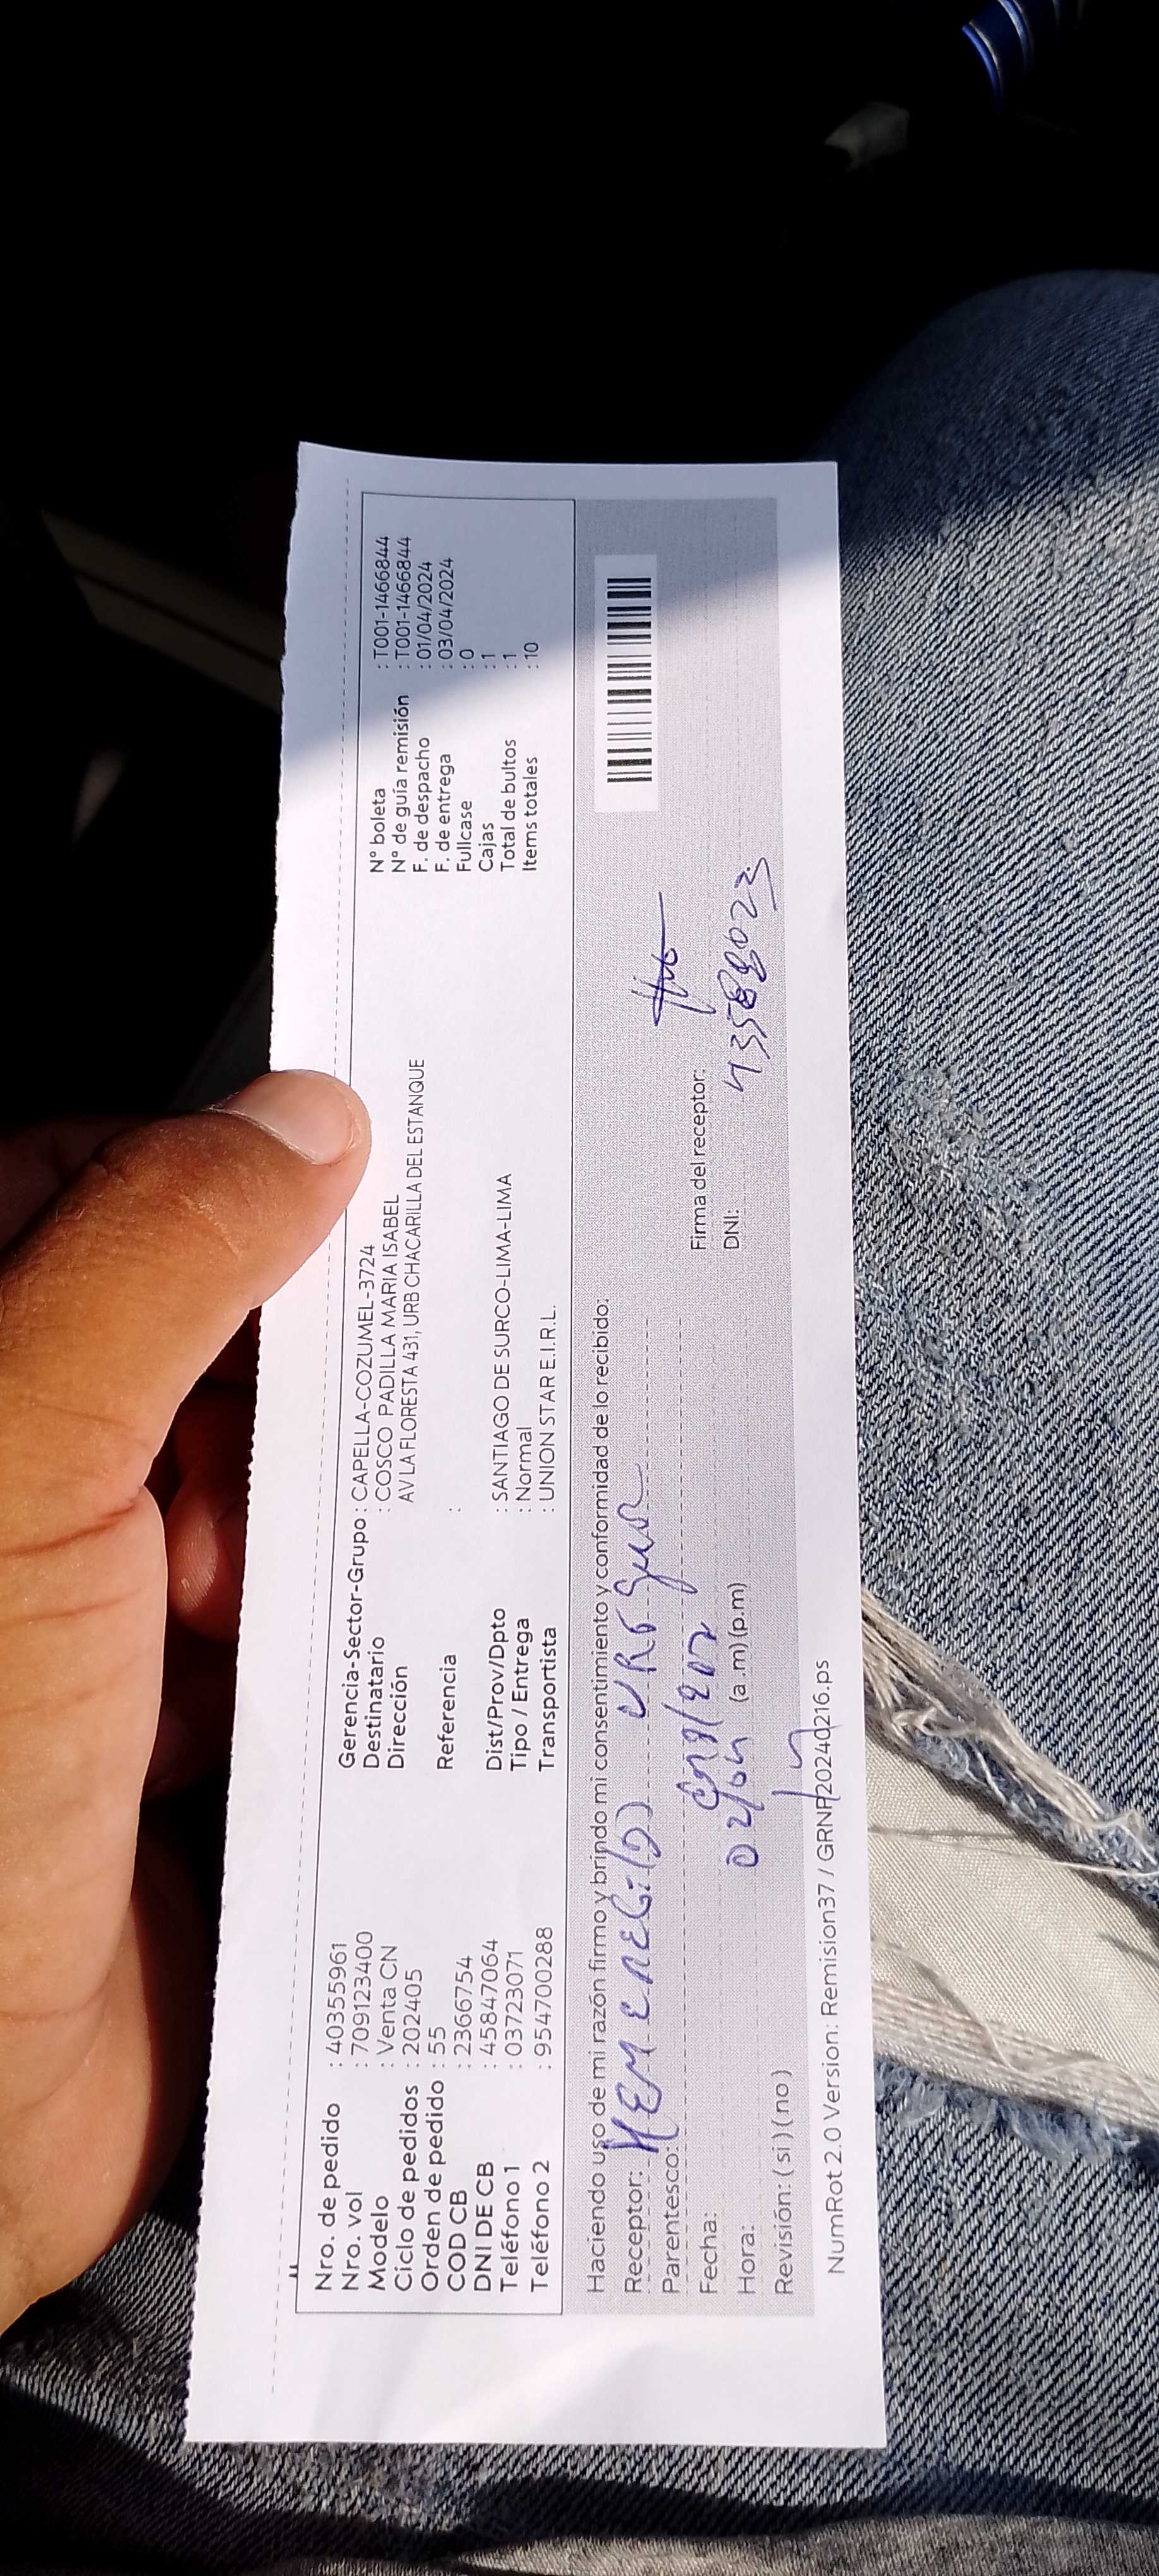 Nro. de pedido : 40355961
Nro. vol : 709123400
Modelo : Venta CN
Ciclo de pedidos : 202405
Orden de pedido : 55
COD CB : 2366754
DNI DE CB : 45847064
Teléfono 1 : 03723071
Teléfono 2 : 954700288
Gerencia-Sector-Grupo : CAPELLA-COZUMEL-3724
Destinatario : COSCO PADILLA MARIA ISABEL
Dirección AV LA FLORESTA 431, URB CHACARILLA DEL ESTANQUE
Referencia :
Dist/Prov/Dpto : SANTIAGO DE SURCO-LIMA-LIMA
Tipo / Entrega : Normal
Transportista : UNION STAR E.I.R.L.
N° boleta : T001-1466844
N° de guía remisión : T001-1466844
F. de despacho : 01/04/2024
F. de entrega : 03/04/2024
Fullcase : 0
Cajas : 1
Total de bultos : 1
Items totales : 10
Haciendo uso de mi razón firmo y brindo mi consentimiento y conformidad de lo recibido:
Receptor:
Parentesco:
Fecha: 02/04
Hora: (a.m) (p.m)
Revisión: ( si ) ( no )
Firma del receptor:
DNI: 43588023
NumRot 2.0 Version: Remision37 / GRNP20240216.ps